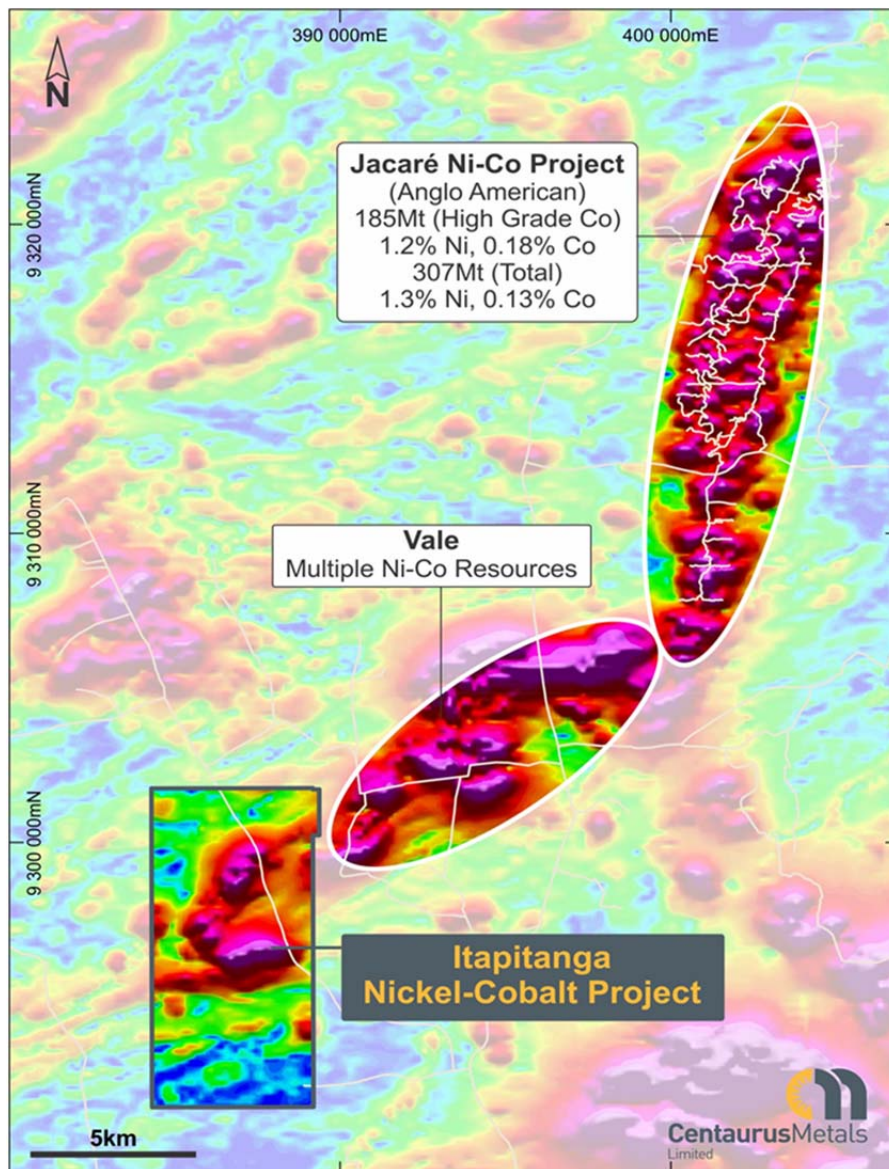 390 000mE
400 000mE
N
Jacaré Ni-Co Project
(Anglo American)
185Mt (High Grade Co)
1.2% Ni, 0.18% Co
307Mt (Total)
1.3% Ni, 0.13% Co
9 320 000mN
9 310 000mN
Vale
Multiple Ni-Co Resources
9 300 000mN
Itapitanga
Nickel-Cobalt Project
5km
CentaurusMetals
Limited